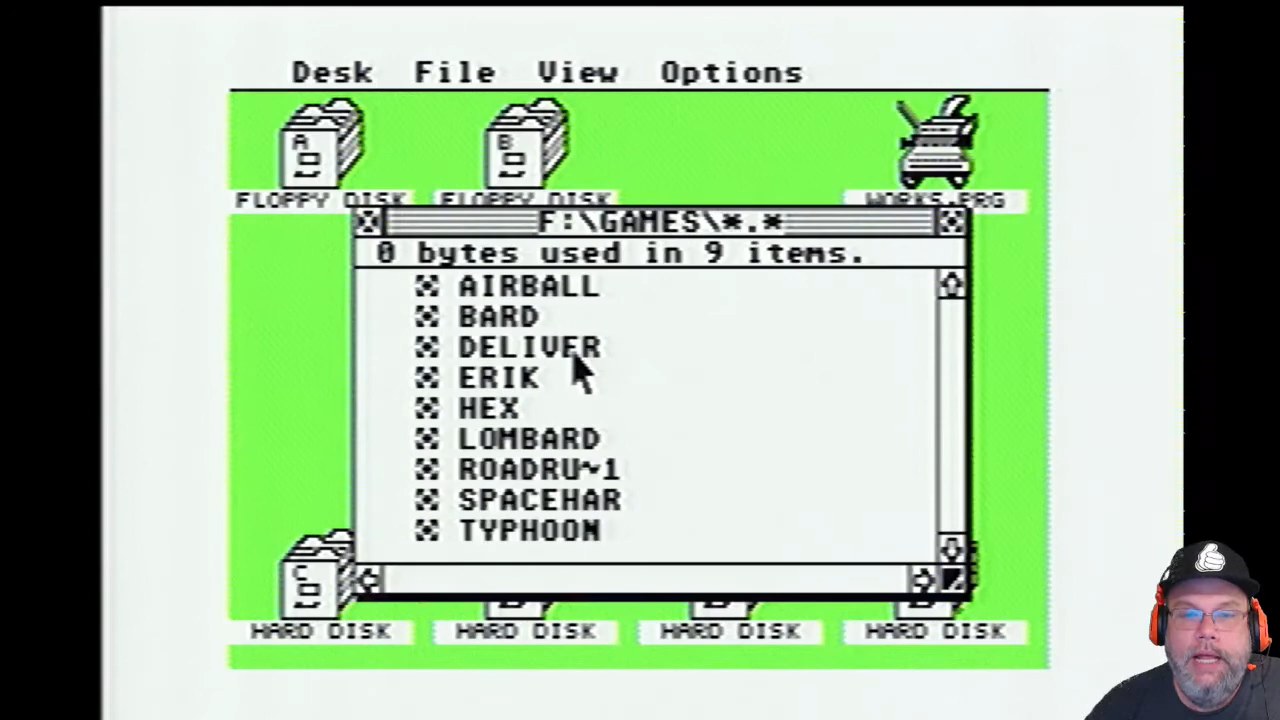 Desk File View Options
A
B
FLOPPY DISK FLOPPY DISK WORKS.PRG
F:\GAMES\*.*
0 bytes used in 9 items.
AIRBALL
BARD
DELIVER
ERIK
HEX
LOMBARD
ROADRU~1
SPACEHAR
TYPHOON
C
HARD DISK HARD DISK HARD DISK HARD DISK